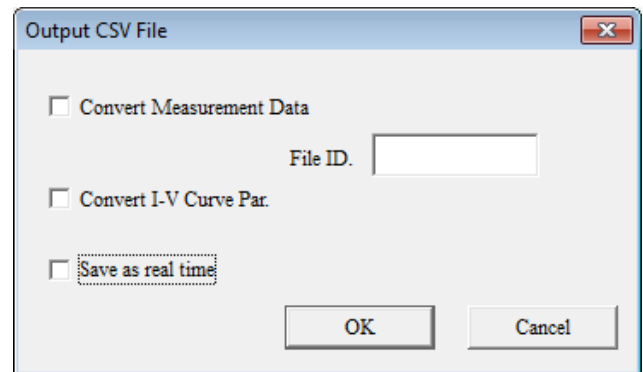 Output CSV File
Convert Measurement Data
File ID.
Convert I-V Curve Par.
Save as real time
OK
Cancel